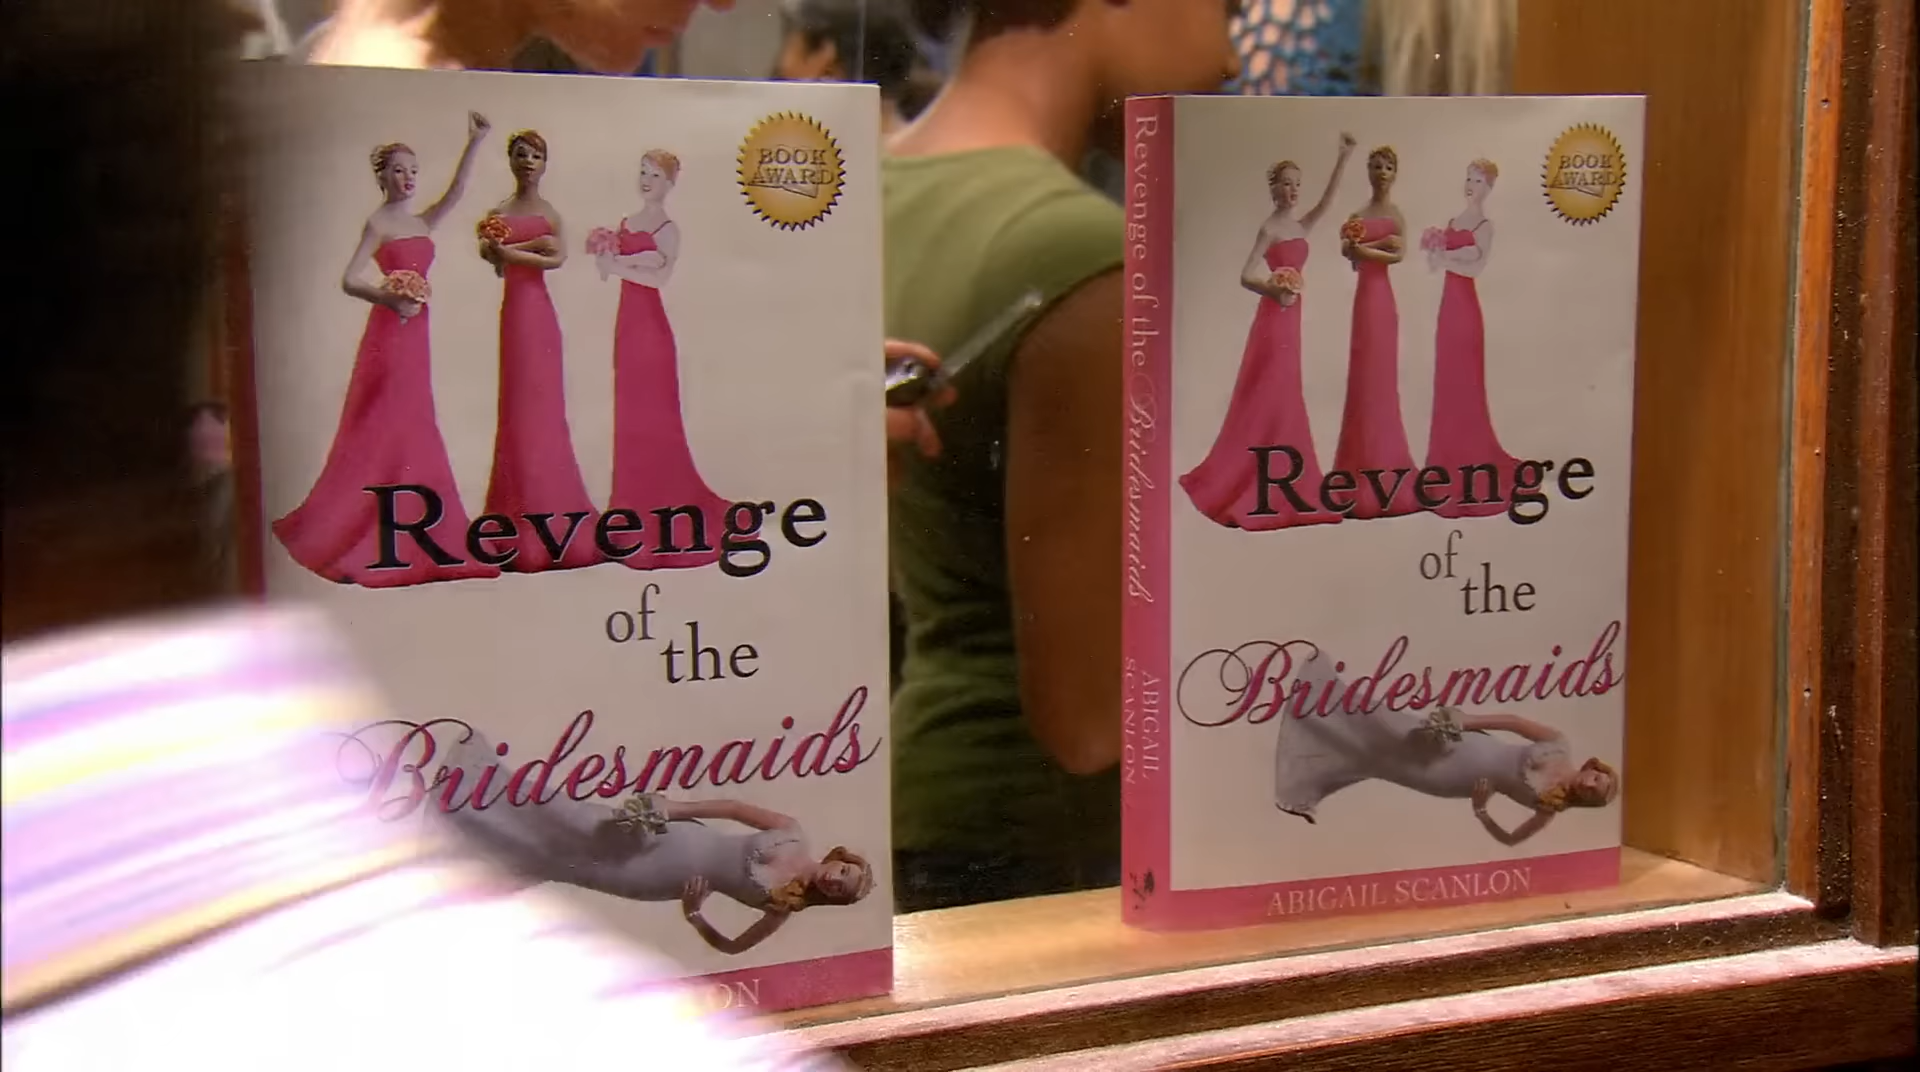 BOOK
AWARD
Revenge
of
the
Bridesmaids
ON
Revenge of the Bridesmaids
ABIGAIL
SCANLON
BOOK
AWARD
Revenge
of
the
Bridesmaids
ABIGAIL SCANLON